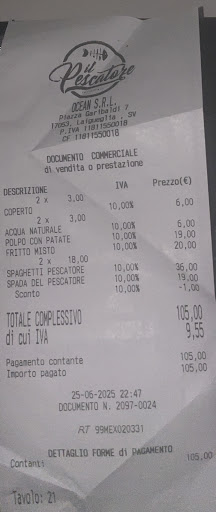 il
Pescatore
OCEAN S.R.L.
Piazza Garibaldi 7
17053, Laigueglia , SV
P.IVA 11811550018
CF 11811550018
DOCUMENTO COMMERCIALE
di vendita o prestazione
DESCRIZIONE IVA Prezzo(€)
2 x 3,00
COPERTO 10,00% 6,00
2 x 3,00
ACQUA NATURALE 10,00% 6,00
POLPO CON PATATE 10,00% 19,00
FRITTO MISTO 10,00% 20,00
2 x 18,00
SPAGHETTI PESCATORE 10,00% 36,00
SPADA DEL PESCATORE 10,00% 19,00
Sconto 10,00% -1,00
TOTALE COMPLESSIVO 105,00
di cui IVA 9,55
Pagamento contante 105,00
Importo pagato 105,00
25-06-2025 22:47
DOCUMENTO N. 2097-0024
RT 99MEX020331
DETTAGLIO FORME di PAGAMENTO
Contanti 105,00
Tavolo: 21